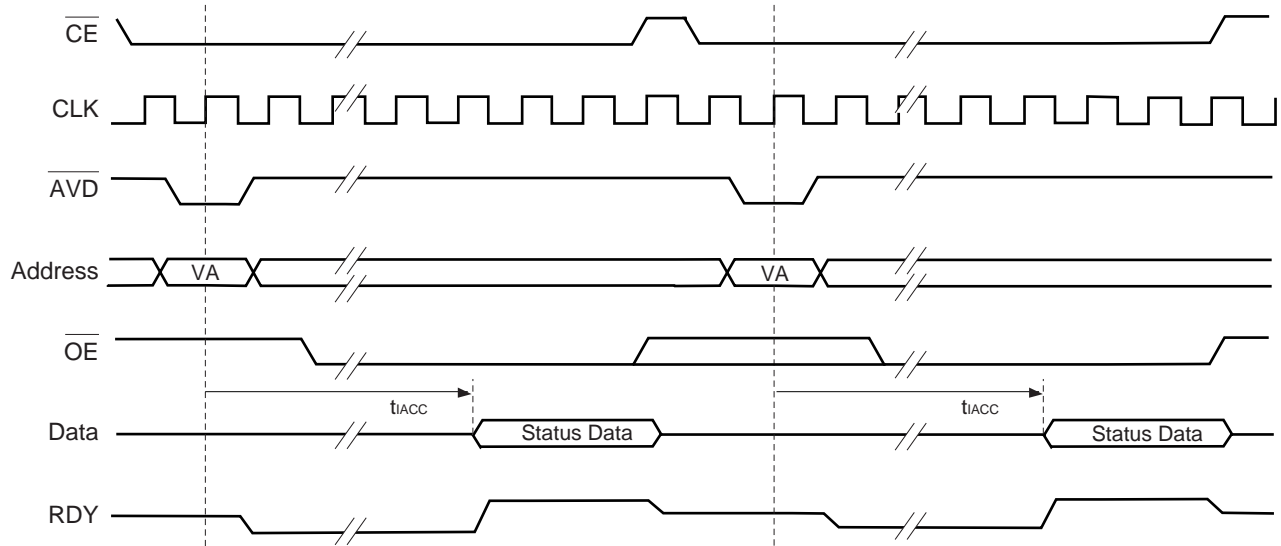 CE
CLK
AVD
Address VA VA
OE
tIACC tIACC
Data Status Data Status Data
RDY